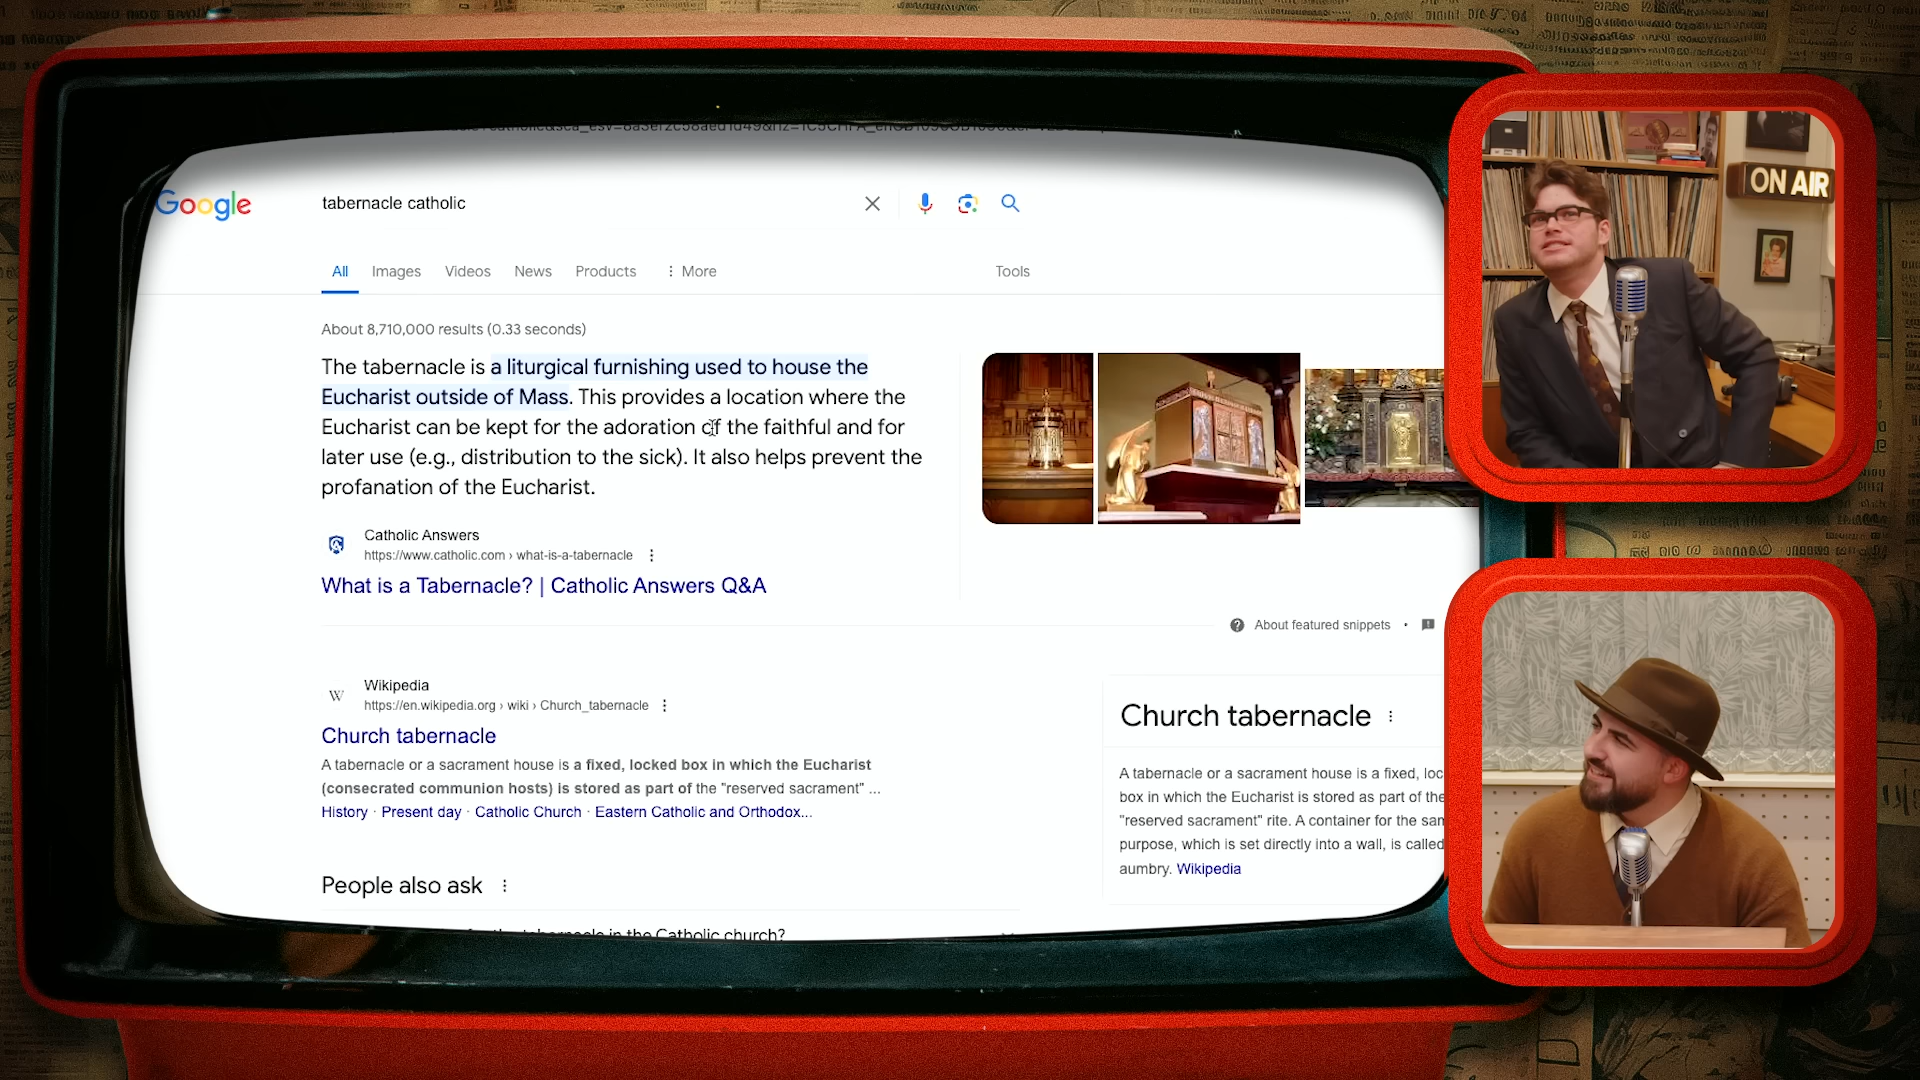 Google
tabernacle catholic
All Images Videos News Products More
Tools
About 8,710,000 results (0.33 seconds)
The tabernacle is a liturgical furnishing used to house the
Eucharist outside of Mass. This provides a location where the
Eucharist can be kept for the adoration of the faithful and for
later use (e.g., distribution to the sick). It also helps prevent the
profanation of the Eucharist.
Catholic Answers
https://www.catholic.com › what-is-a-tabernacle
What is a Tabernacle? | Catholic Answers Q&A
About featured snippets •
W
Wikipedia
https://en.wikipedia.org › wiki › Church_tabernacle
Church tabernacle
A tabernacle or a sacrament house is a fixed, locked box in which the Eucharist
(consecrated communion hosts) is stored as part of the "reserved sacrament" ...
History · Present day · Catholic Church · Eastern Catholic and Orthodox...
People also ask
tabernacle in the Catholic church?
Church tabernacle
A tabernacle or a sacrament house is a fixed, loc
box in which the Eucharist is stored as part of the
"reserved sacrament" rite. A container for the sam
purpose, which is set directly into a wall, is called
aumbry. Wikipedia
ON AIR